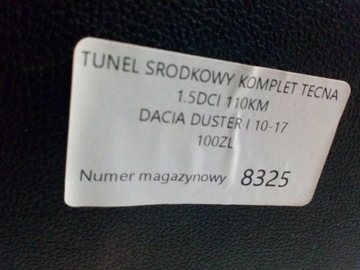 TUNEL SRODKOWY KOMPLET TECNA
1.5DCI 110KM
DACIA DUSTER I 10-17
100ZL
Numer magazynowy 8325